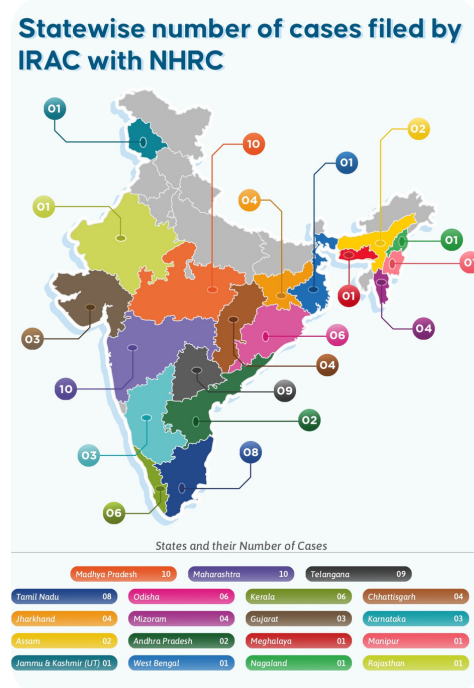 Statewise number of cases filed by
IRAC with NHRC
01
02
10
01
04
01
01
01
01
03
06
04
04
10
09
02
03
08
06
States and their Number of Cases
Madhya Pradesh 10
Maharashtra 10
Telangana 09
Tamil Nadu 08
Odisha 06
Kerala 06
Chhattisgarh 04
Jharkhand 04
Mizoram 04
Gujarat 03
Karnataka 03
Assam 02
Andhra Pradesh 02
Meghalaya 01
Manipur 01
Jammu & Kashmir (UT) 01
West Bengal 01
Nagaland 01
Rajasthan 01